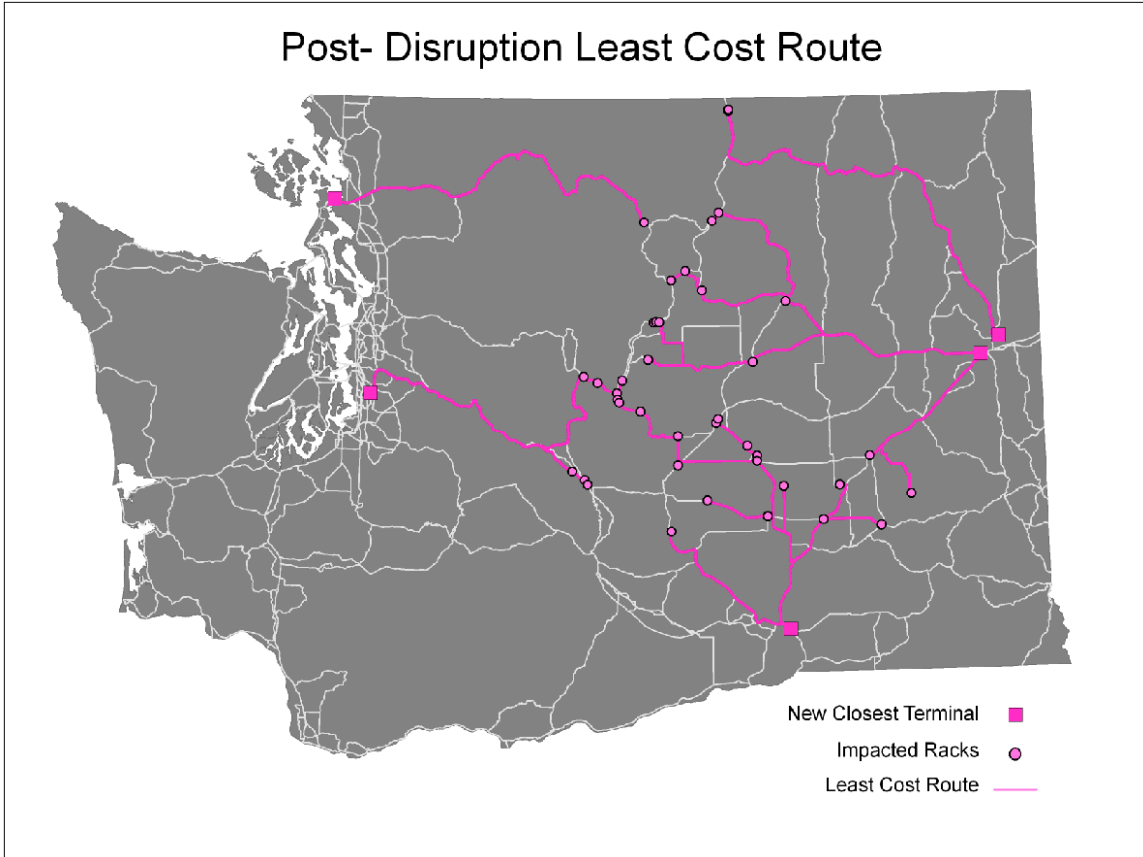 Post- Disruption Least Cost Route
New Closest Terminal
Impacted Racks
Least Cost Route